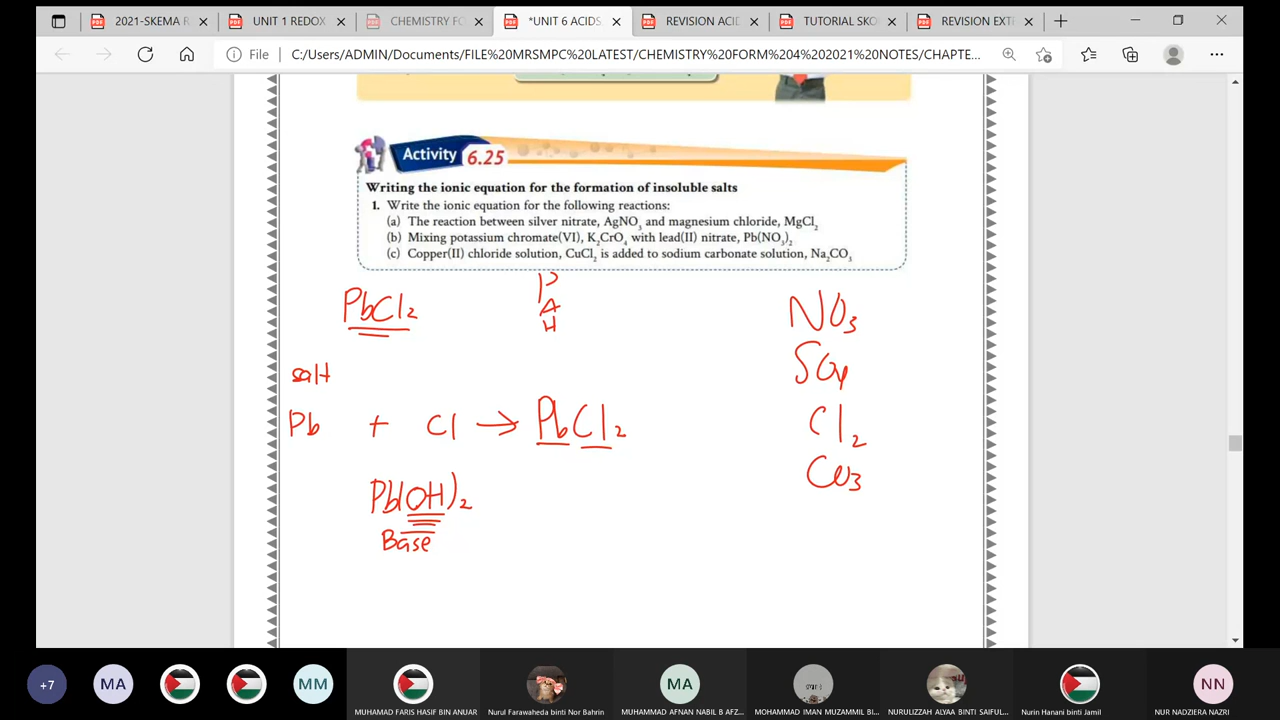 2021-SKEMA R
UNIT 1 REDOX
CHEMISTRY FO
*UNIT 6 ACIDS
REVISION ACID
TUTORIAL SKO
REVISION EXTE
File
C:/Users/ADMIN/Documents/FILE%20MRSMPC%20LATEST/CHEMISTRY%20FORM%204%202021%20NOTES/CHAPTE...
Activity 6.25
Writing the ionic equation for the formation of insoluble salts
1. Write the ionic equation for the following reactions:
(a) The reaction between silver nitrate, AgNO3 and magnesium chloride, MgCl2
(b) Mixing potassium chromate(VI), K2CrO4 with lead(II) nitrate, Pb(NO3)2
(c) Copper(II) chloride solution, CuCl2 is added to sodium carbonate solution, Na2CO3
P
A
H
PbCl2
NO3
salt
SO4
Pb + Cl → PbCl2
Cl2
CO3
Pb(OH)2
Base
+7
MA
MM
MA
NN
MUHAMAD FARIS HASIF BIN ANUAR
Nurul Farawaheda binti Nor Bahrin
MUHAMMAD AFNAN NABIL B AFZ...
MOHAMMAD IMAN MUZAMMIL BI...
NURULIZZAH ALYAA BINTI SAIFUL...
Nurin Hanani binti Jamil
NUR NADZIERA NAZRI